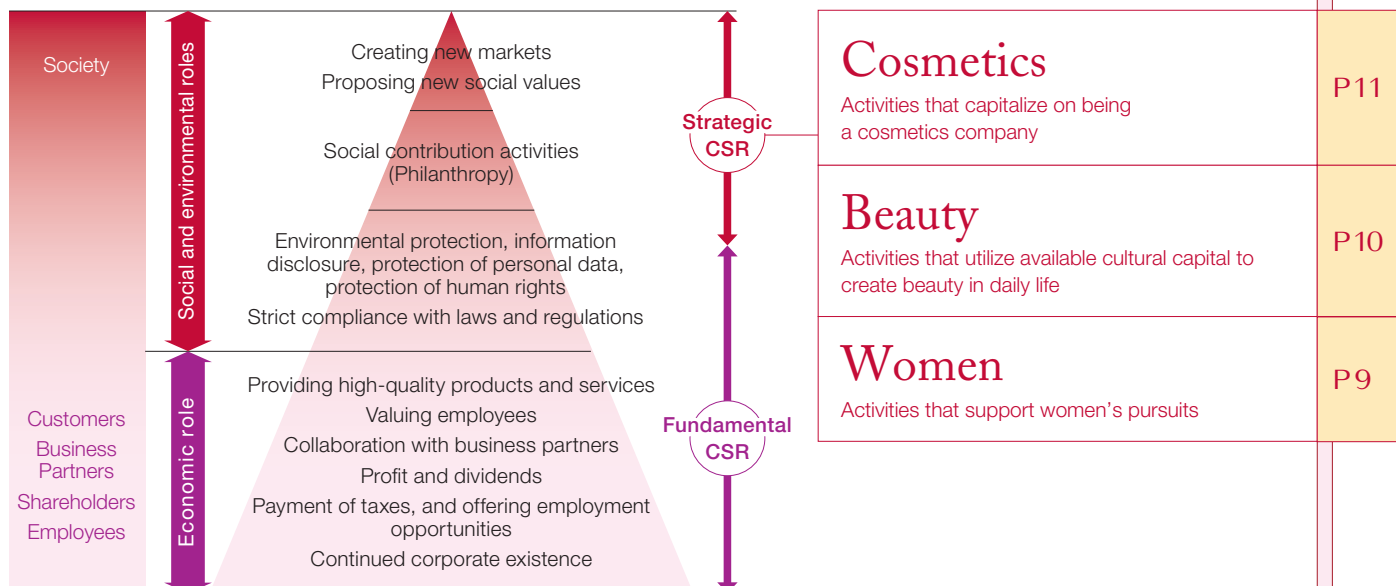 Society
Customers
Business
Partners
Shareholders
Employees
Social and environmental roles
Economic role
Creating new markets
Proposing new social values
Social contribution activities
(Philanthropy)
Environmental protection, information
disclosure, protection of personal data,
protection of human rights
Strict compliance with laws and regulations
Providing high-quality products and services
Valuing employees
Collaboration with business partners
Profit and dividends
Payment of taxes, and offering employment
opportunities
Continued corporate existence
Strategic
CSR
Fundamental
CSR
Cosmetics
Activities that capitalize on being
a cosmetics company
P11
Beauty
Activities that utilize available cultural capital to
create beauty in daily life
P10
Women
Activities that support women’s pursuits
P9